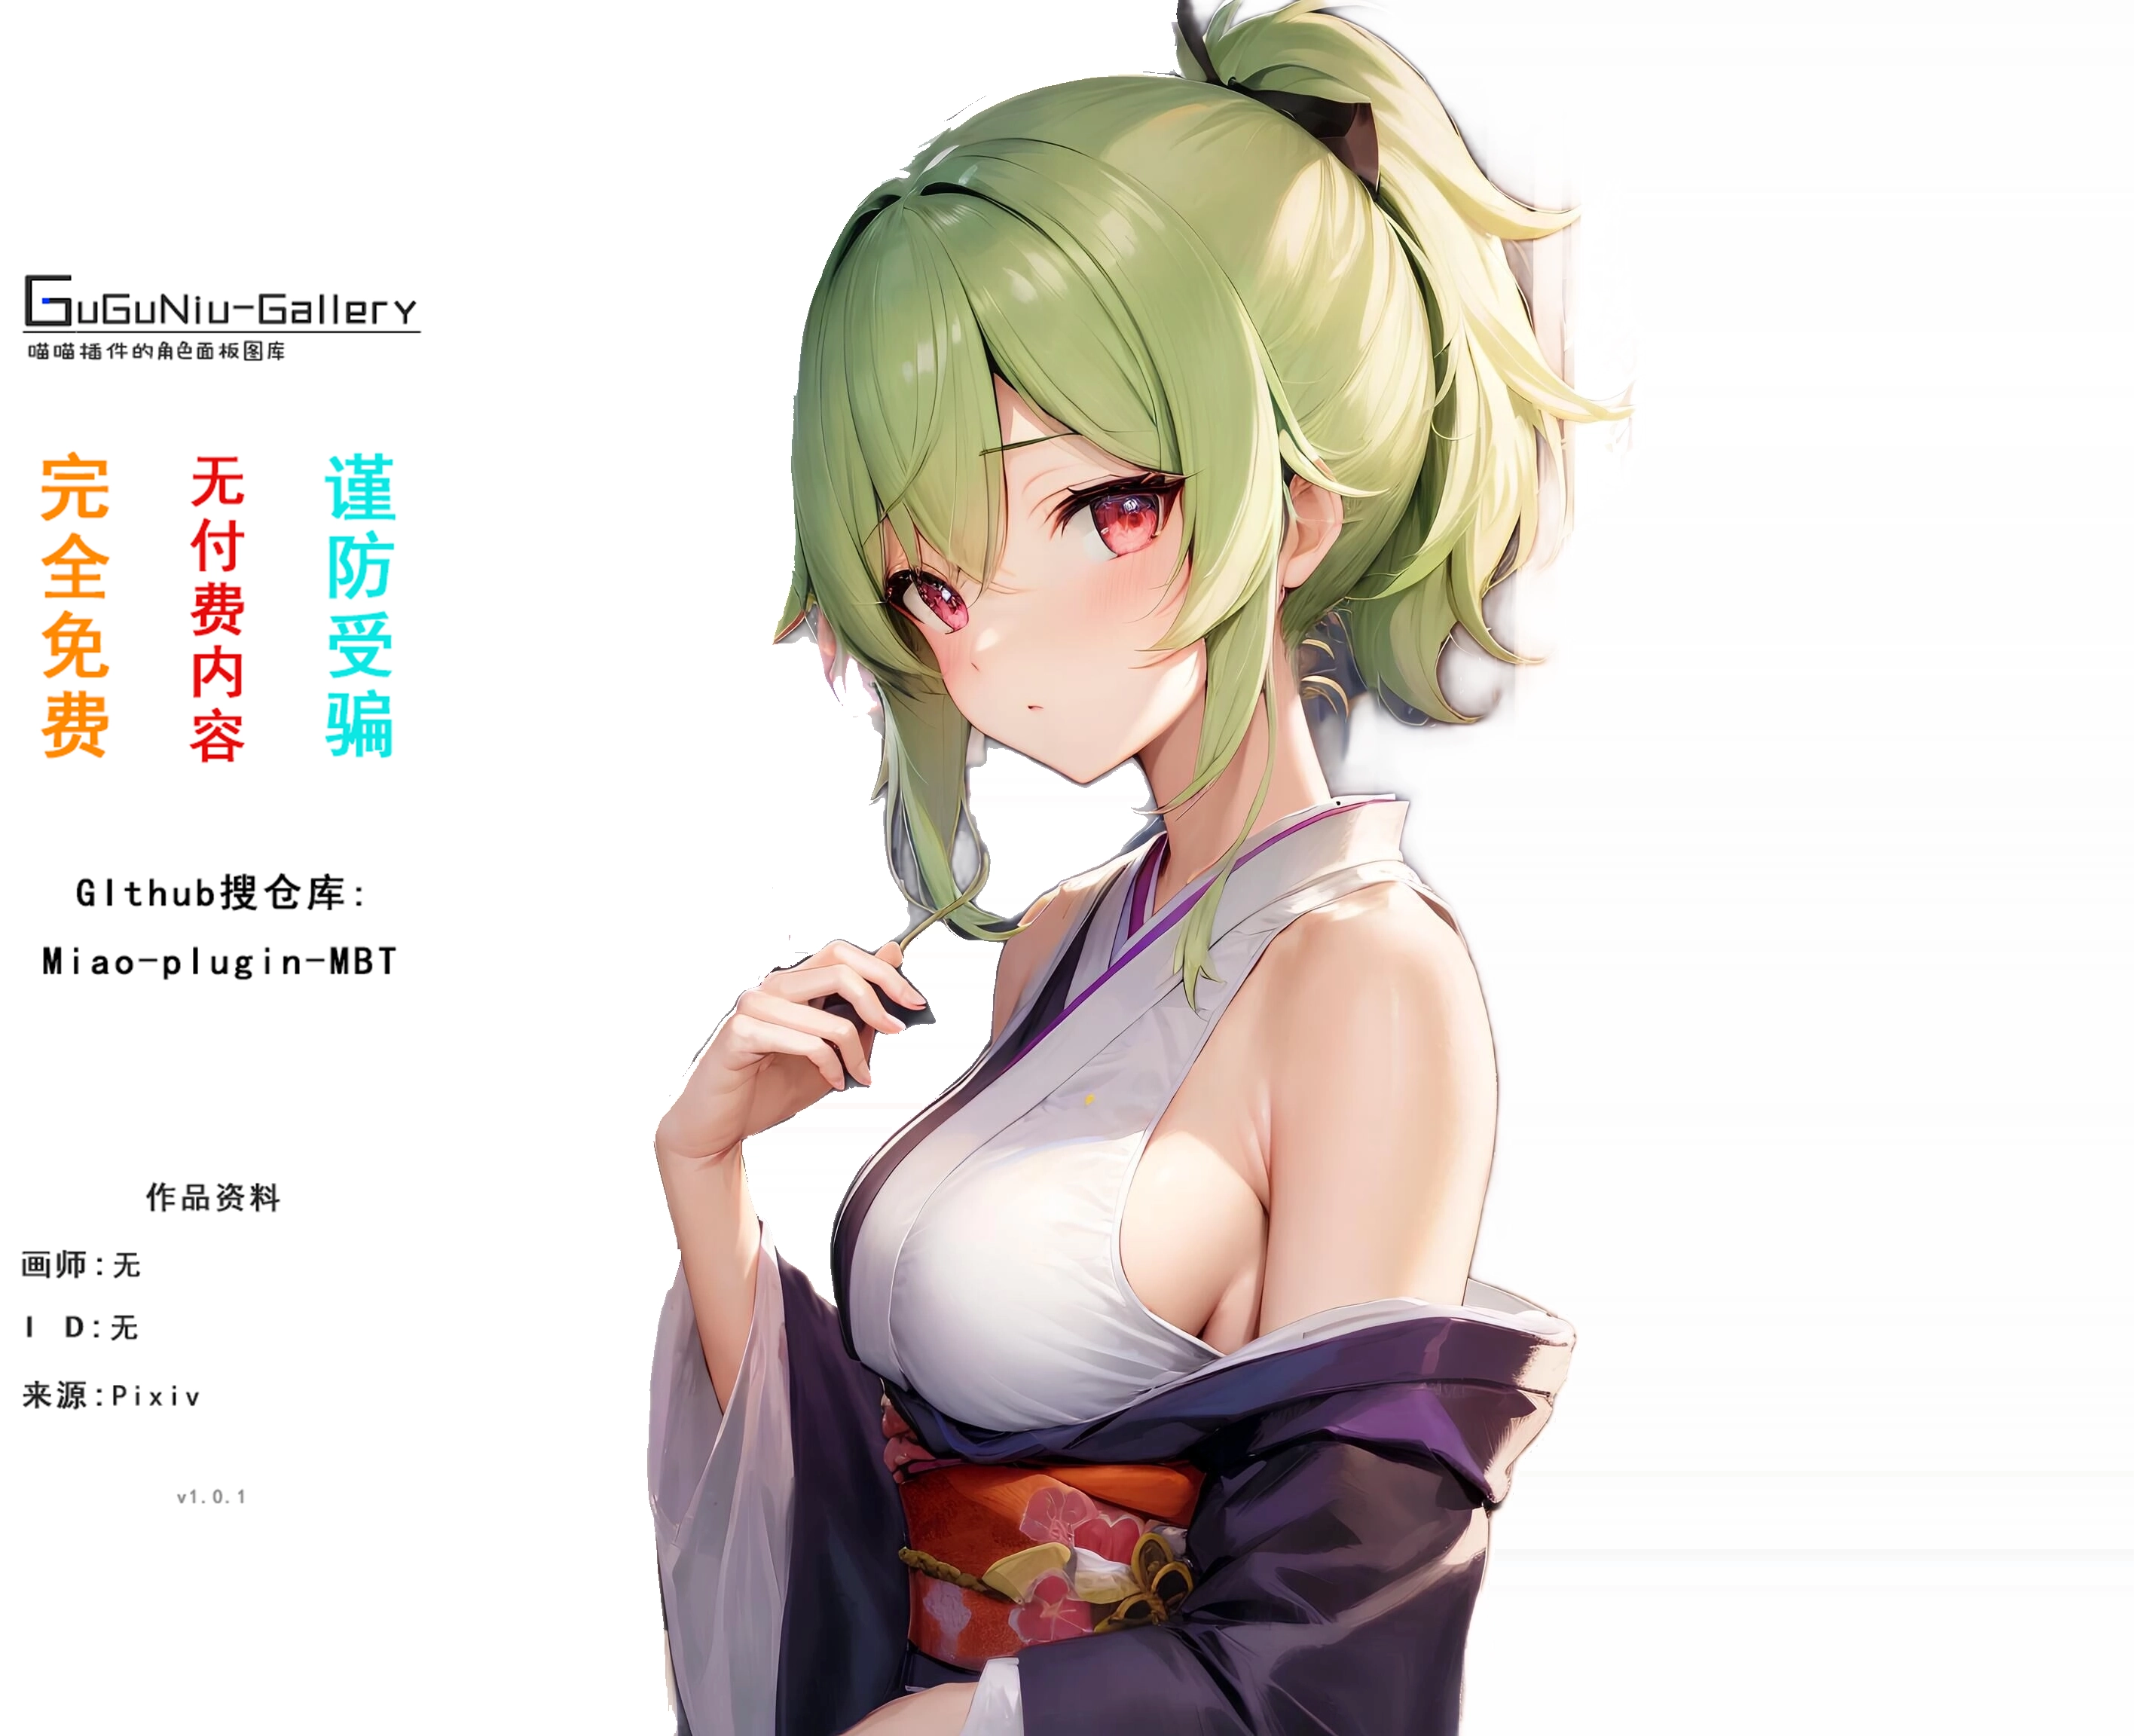 GuGuNiu-Gallery
喵喵插件的角色面板图库
完全免费
无付费内容
谨防受骗
GIthub搜仓库:
Miao-plugin-MBT
作品资料
画师:无
I D:无
来源:Pixiv
v1.0.1